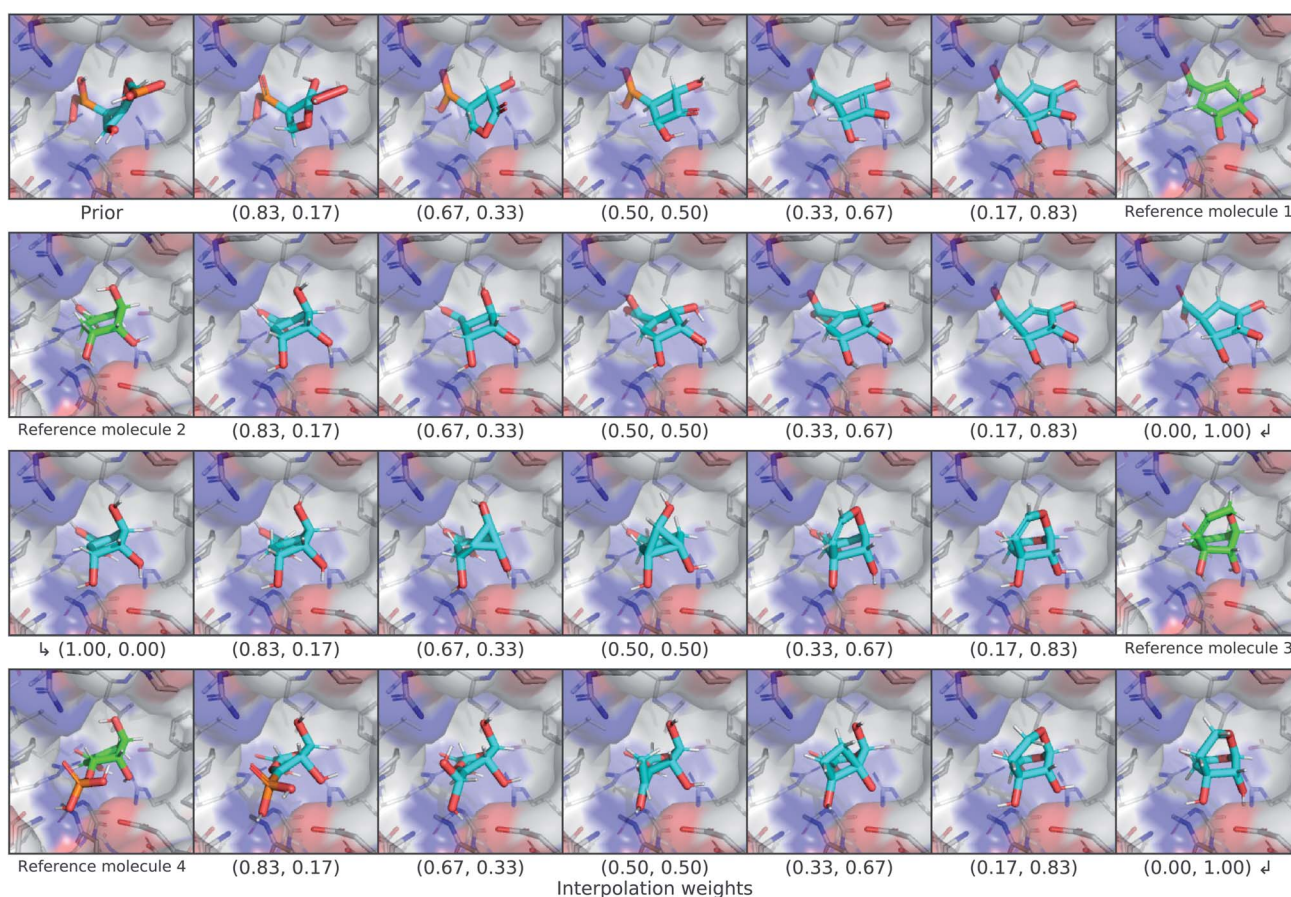 Prior (0.83, 0.17) (0.67, 0.33) (0.50, 0.50) (0.33, 0.67) (0.17, 0.83) Reference molecule 1
Reference molecule 2 (0.83, 0.17) (0.67, 0.33) (0.50, 0.50) (0.33, 0.67) (0.17, 0.83) (0.00, 1.00) ↲
↳ (1.00, 0.00) (0.83, 0.17) (0.67, 0.33) (0.50, 0.50) (0.33, 0.67) (0.17, 0.83) Reference molecule 3
Reference molecule 4 (0.83, 0.17) (0.67, 0.33) (0.50, 0.50) (0.33, 0.67) (0.17, 0.83) (0.00, 1.00) ↲
Interpolation weights